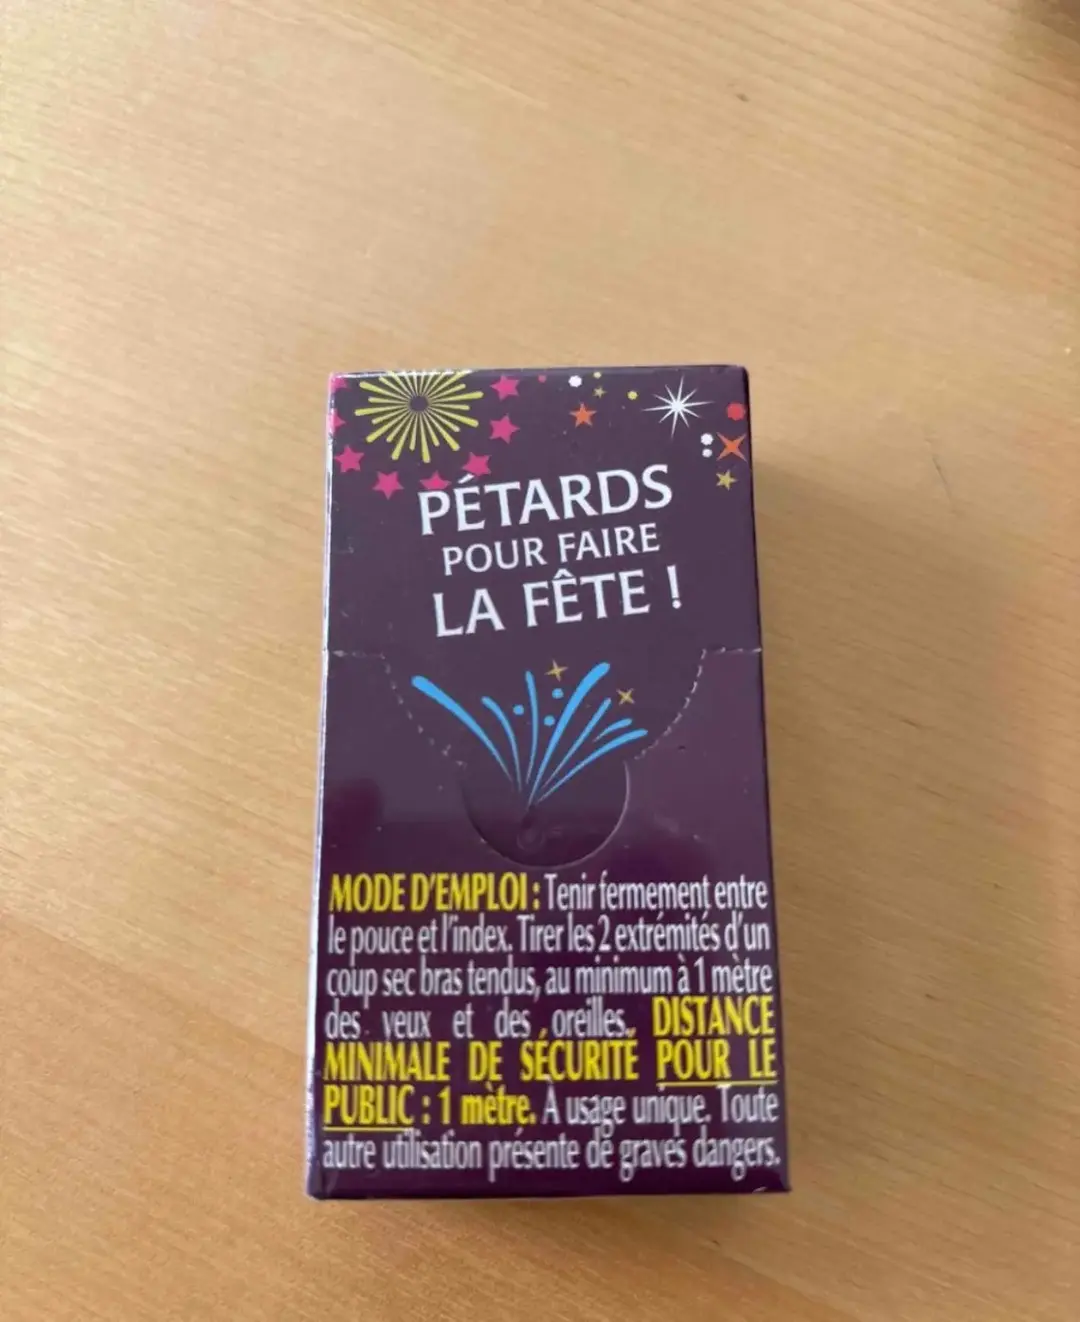 PÉTARDS
POUR FAIRE
LA FÊTE !
MODE D'EMPLOI : Tenir fermement entre
le pouce et l'index. Tirer les 2 extrémités d'un
coup sec bras tendus, au minimum à 1 mètre
des yeux et des oreilles. DISTANCE
MINIMALE DE SÉCURITÉ POUR LE
PUBLIC : 1 mètre. À usage unique. Toute
autre utilisation présente de graves dangers.